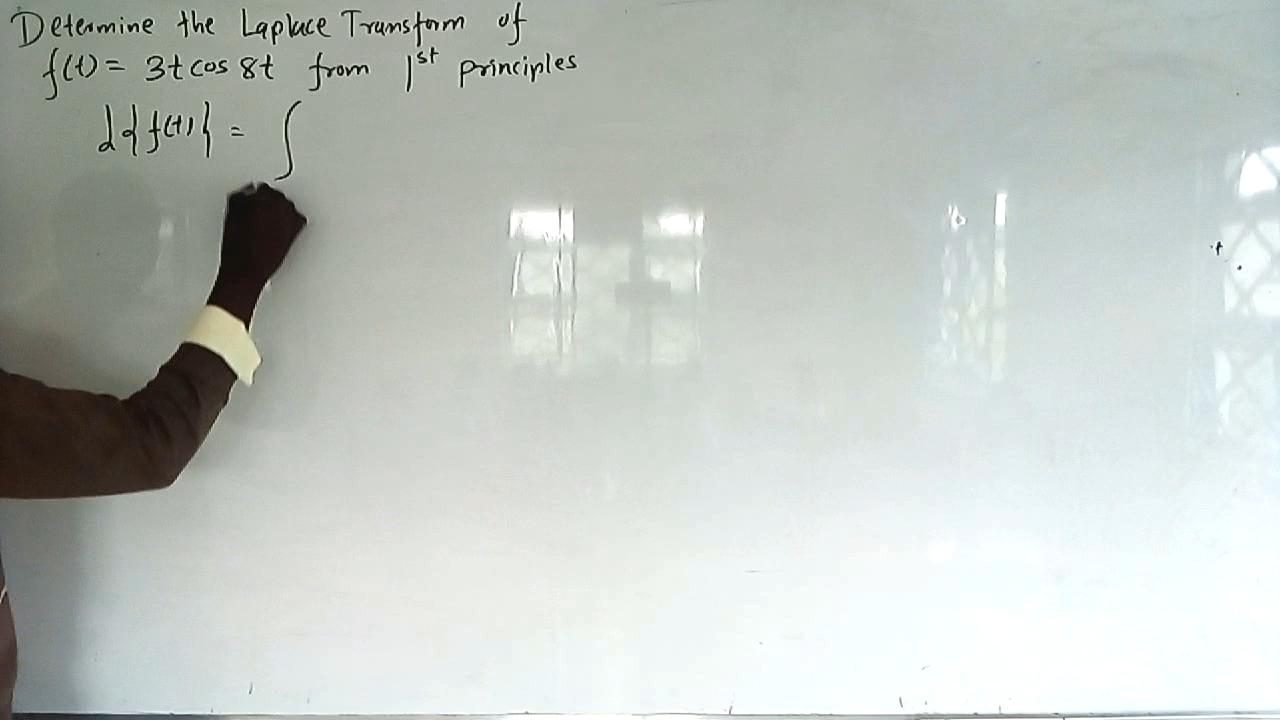 Determine the Laplace Transform of
f(t) = 3t cos 8t from 1st principles
L{f(t)} = ∫